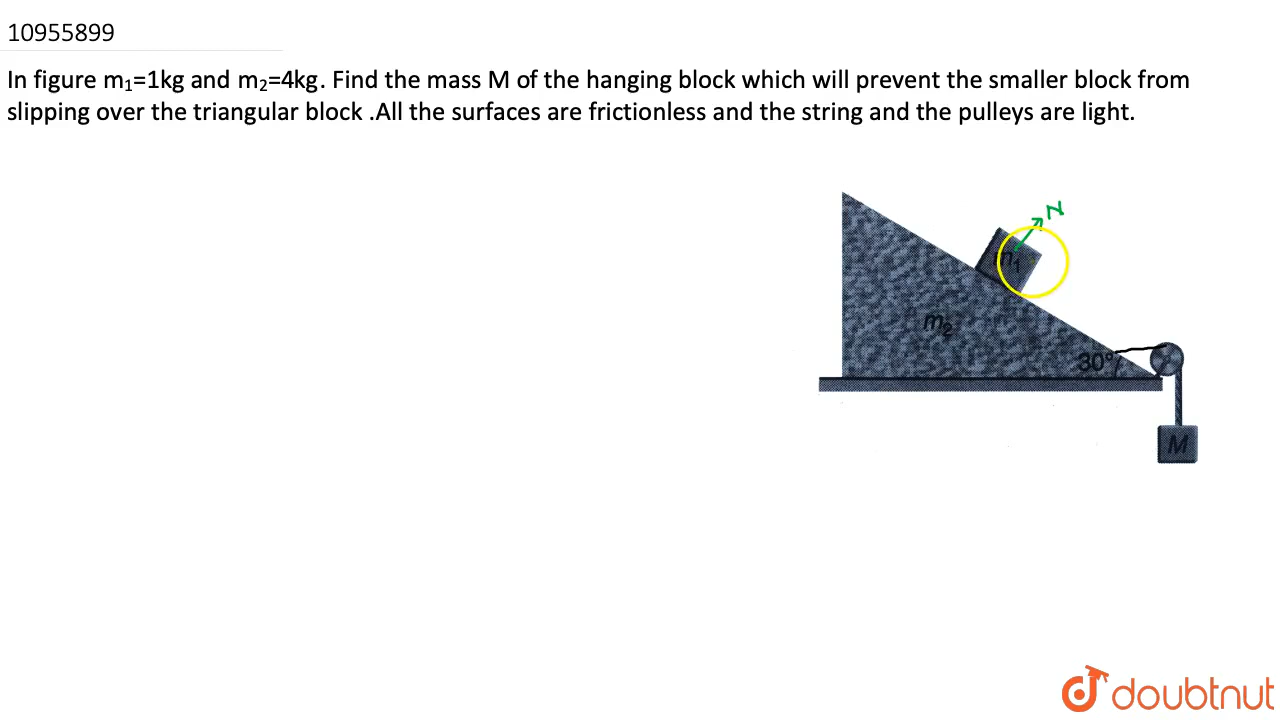 10955899
In figure m₁=1kg and m₂=4kg. Find the mass M of the hanging block which will prevent the smaller block from
slipping over the triangular block .All the surfaces are frictionless and the string and the pulleys are light.
N
m₁
m₂
30°
M
doubtnut